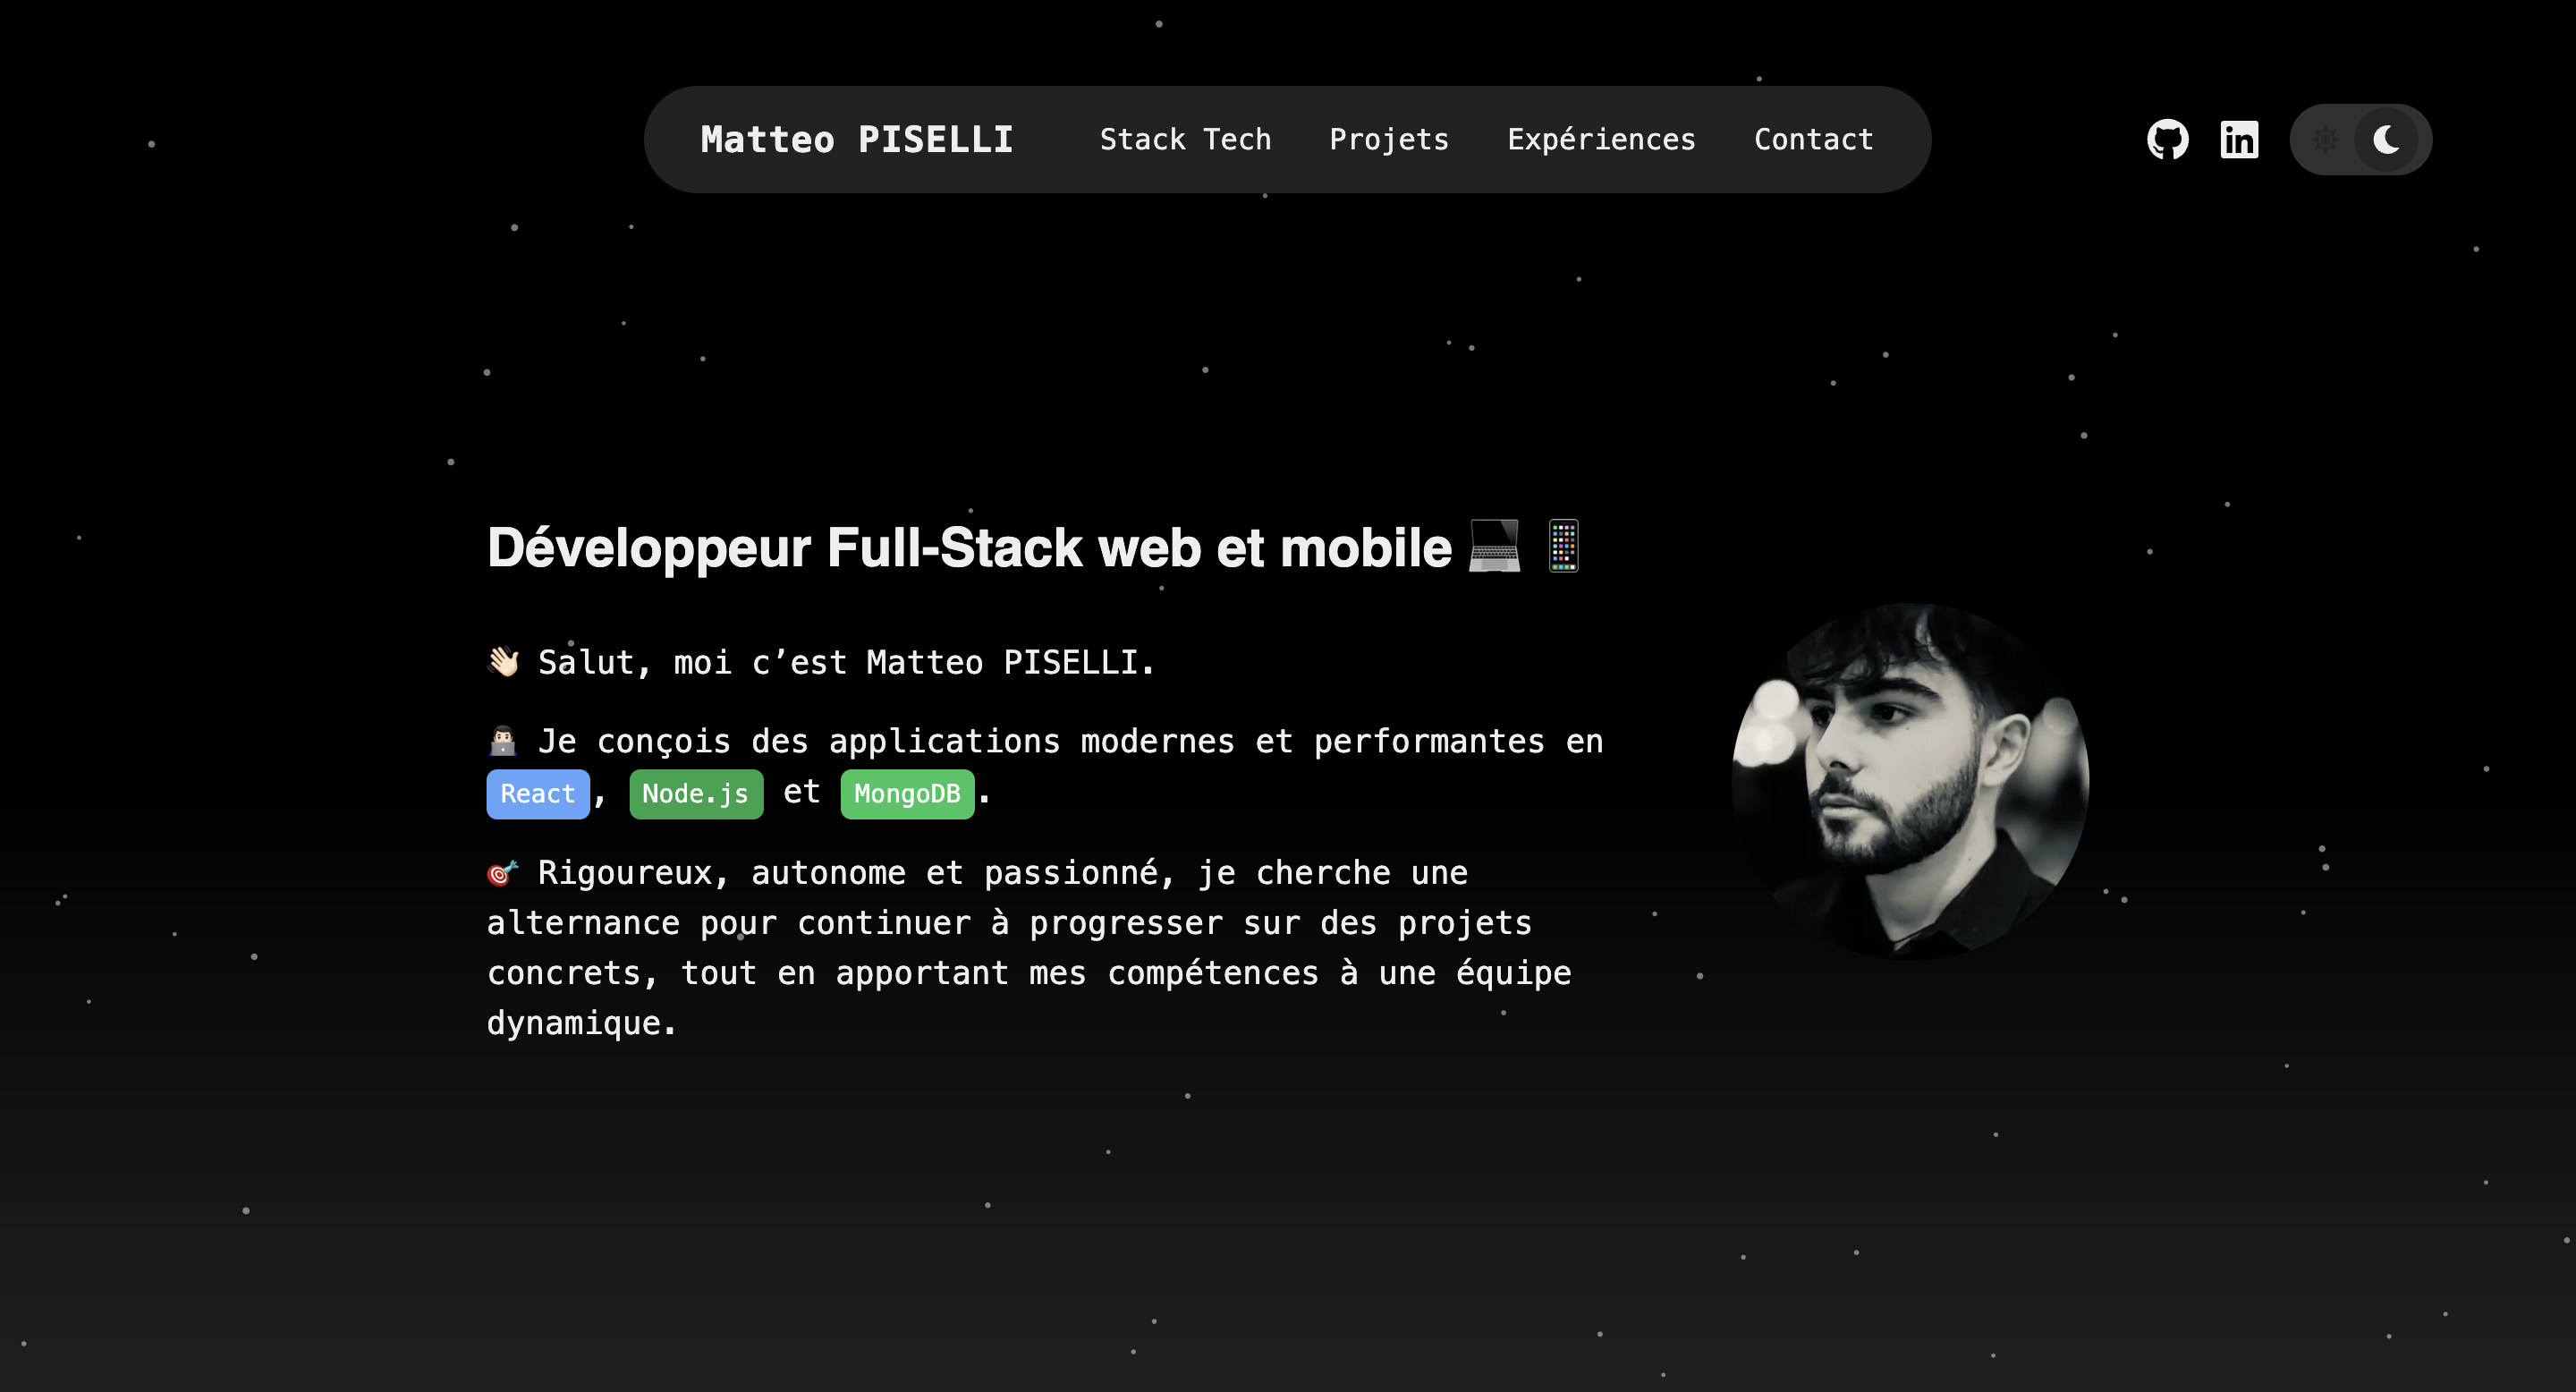 Matteo PISELLI Stack Tech Projets Expériences Contact
Développeur Full-Stack web et mobile 💻 📱
👋🏻 Salut, moi c’est Matteo PISELLI.
👨🏻‍💻 Je conçois des applications modernes et performantes en
React, Node.js et MongoDB.
🎯 Rigoureux, autonome et passionné, je cherche une
alternance pour continuer à progresser sur des projets
concrets, tout en apportant mes compétences à une équipe
dynamique.